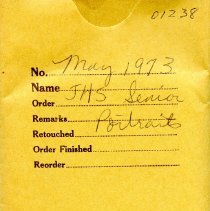 01238
No. May 1973
Name JHS Senior
Order
Remarks Portraits
Retouched
Order Finished
Reorder